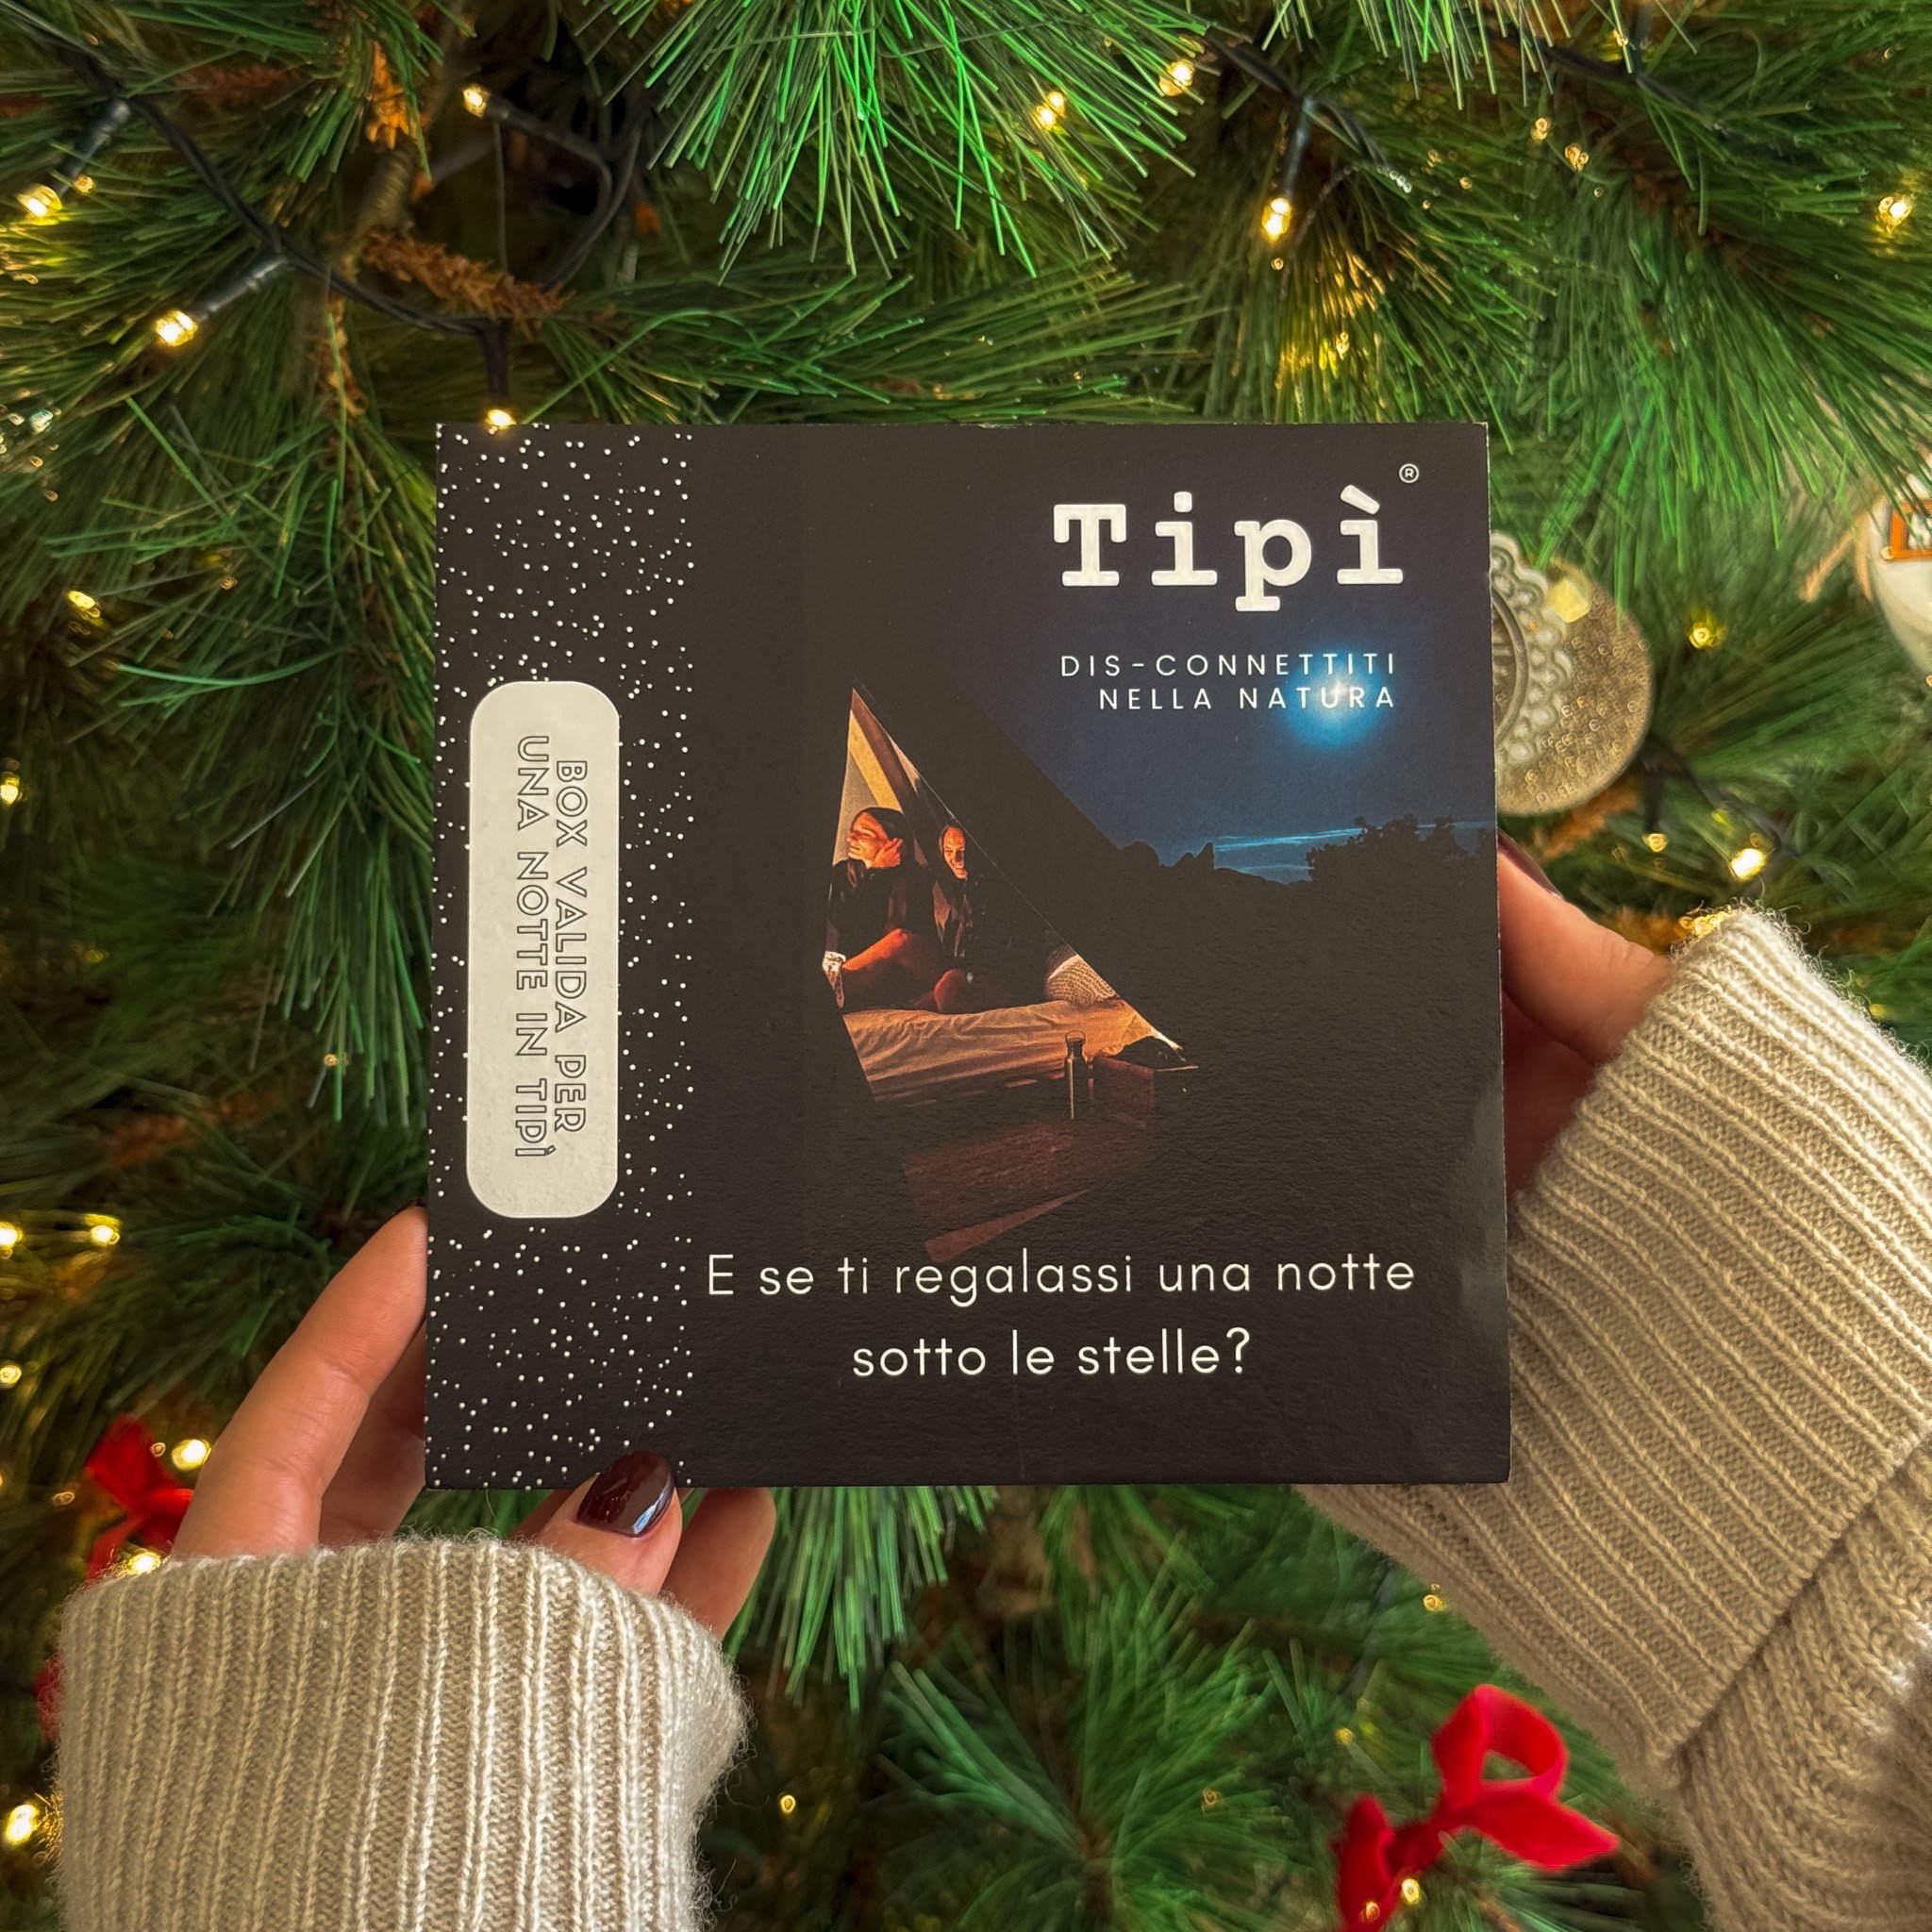 Tipì®
DIS-CONNETTITI
NELLA NATURA
BOX VALIDA PER
UNA NOTTE IN TIPÌ
E se ti regalassi una notte
sotto le stelle?